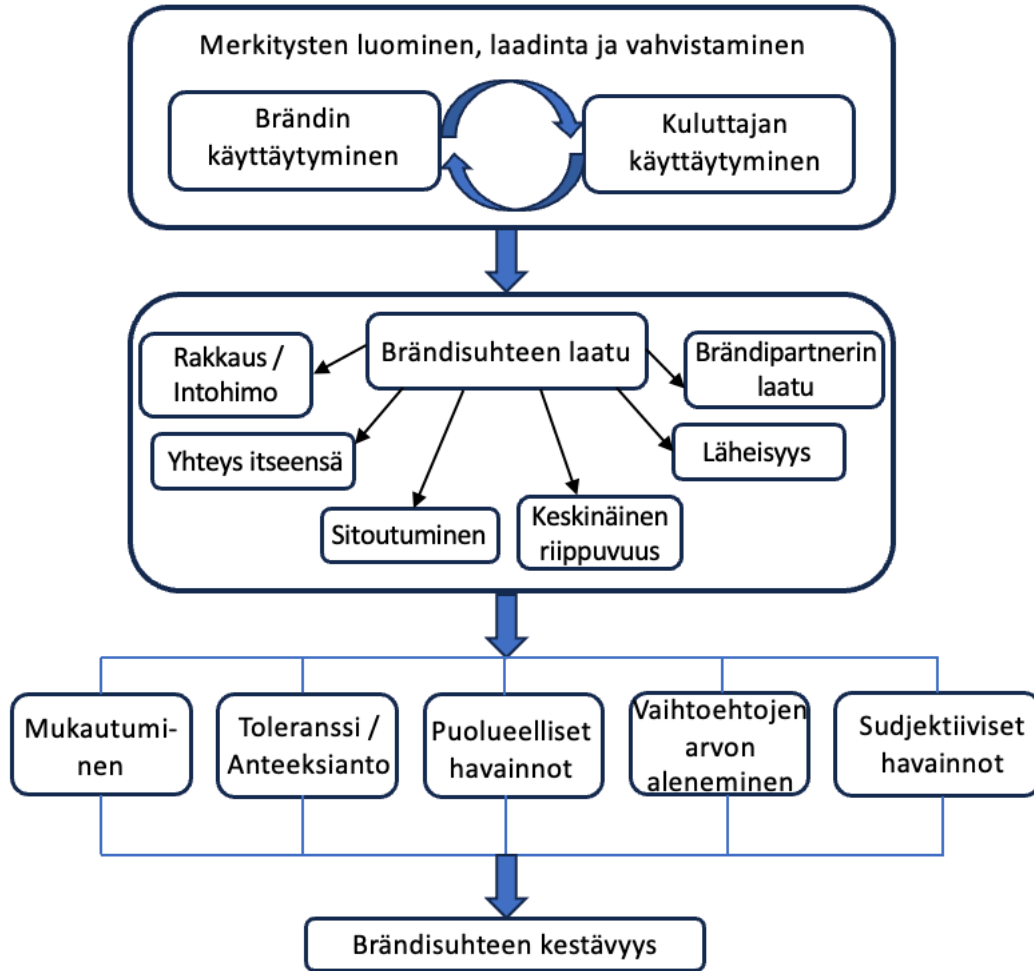 Merkitysten luominen, laadinta ja vahvistaminen
Brändin
käyttäytyminen
Kuluttajan
käyttäytyminen
Brändisuhteen laatu
Rakkaus /
Intohimo
Brändipartnerin
laatu
Yhteys itseensä
Läheisyys
Sitoutuminen
Keskinäinen
riippuvuus
Mukautumi-
nen
Toleranssi /
Anteeksianto
Puolueelliset
havainnot
Vaihtoehtojen
arvon
aleneminen
Sudjektiiviset
havainnot
Brändisuhteen kestävyys